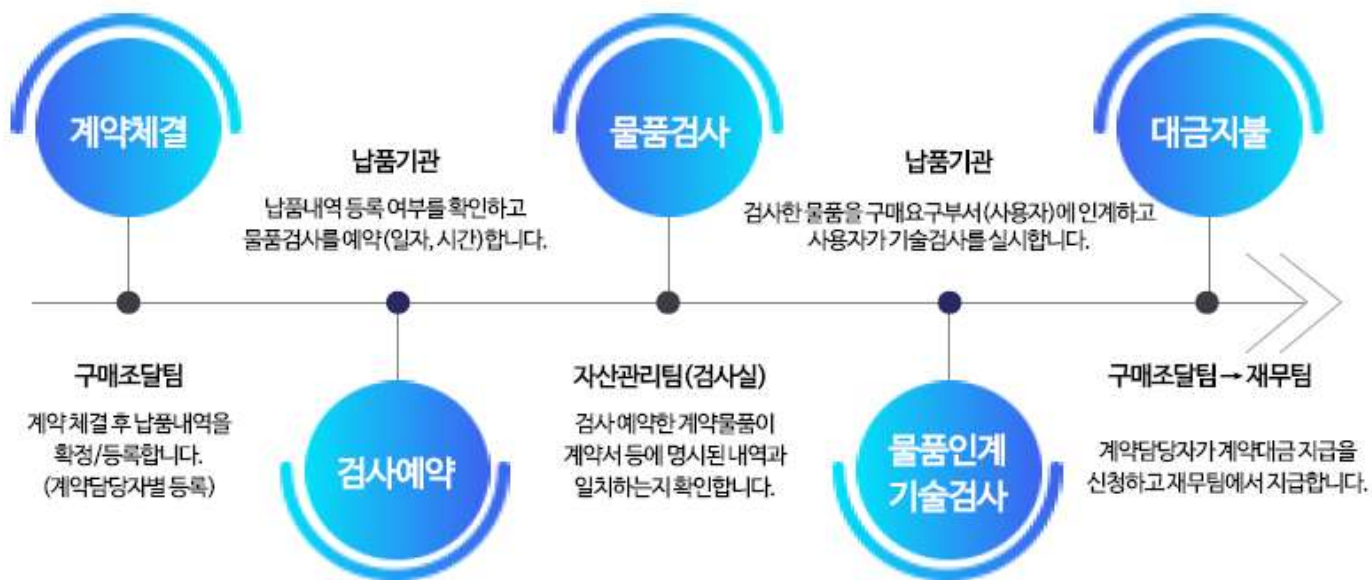 계약체결
구매조달팀
계약 체결 후 납품내역을
확정/등록합니다.
(계약담당자별 등록)
납품기관
납품내역 등록 여부를 확인하고
물품검사를 예약(일자, 시간)합니다.
검사예약
물품검사
자산관리팀(검사실)
검사 예약한 계약물품이
계약서 등에 명시된 내역과
일치하는지 확인합니다.
납품기관
검사한 물품을 구매요구부서(사용자)에 인계하고
사용자가 기술검사를 실시합니다.
물품인계
기술검사
대금지불
구매조달팀→ 재무팀
계약담당자가 계약대금 지급을
신청하고 재무팀에서 지급합니다.